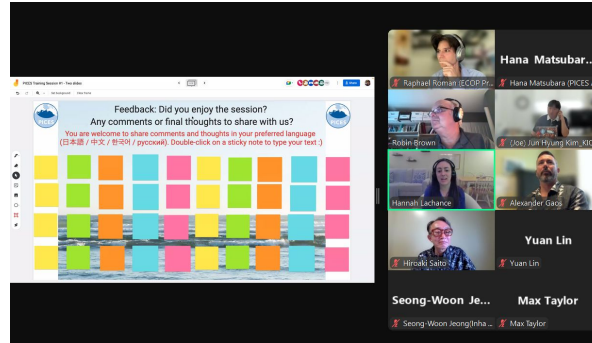 PICES Training Session #1 - Two slides
Share
Feedback: Did you enjoy the session?
Any comments or final thoughts to share with us?
You are welcome to share comments and thoughts in your preferred language
(日本語 / 中文 / 한국어 / русский). Double-click on a sticky note to type your text :)
PICES
PICES
Raphael Roman (ECOP Pr...
Hana Matsubar...
Hana Matsubara (PICES
Robin Brown
(Joe) Jun Hyung Kim_KIO
Hannah Lachance
Alexander Gaos
Hiroaki Saito
Yuan Lin
Yuan Lin
Seong-Woon Je...
Seong-Woon Jeong(Inha ...
Max Taylor
Max Taylor